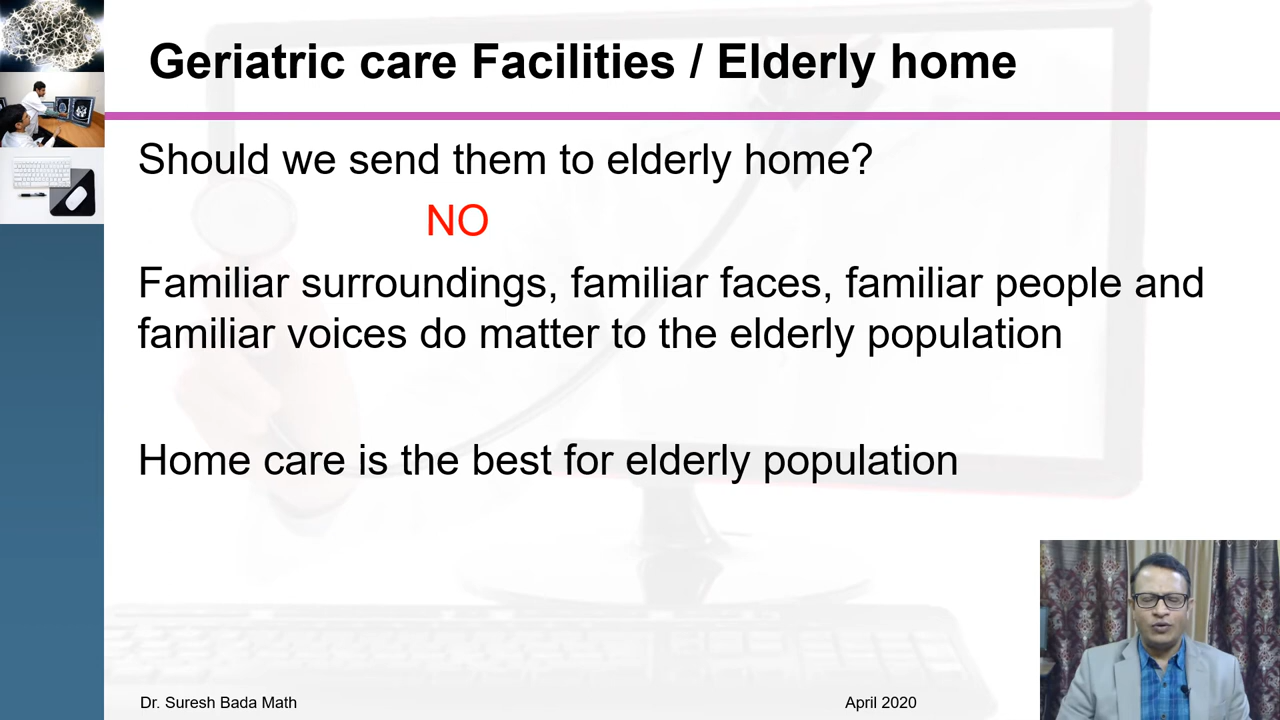 Geriatric care Facilities / Elderly home
Should we send them to elderly home?
NO
Familiar surroundings, familiar faces, familiar people and
familiar voices do matter to the elderly population
Home care is the best for elderly population
Dr. Suresh Bada Math
April 2020